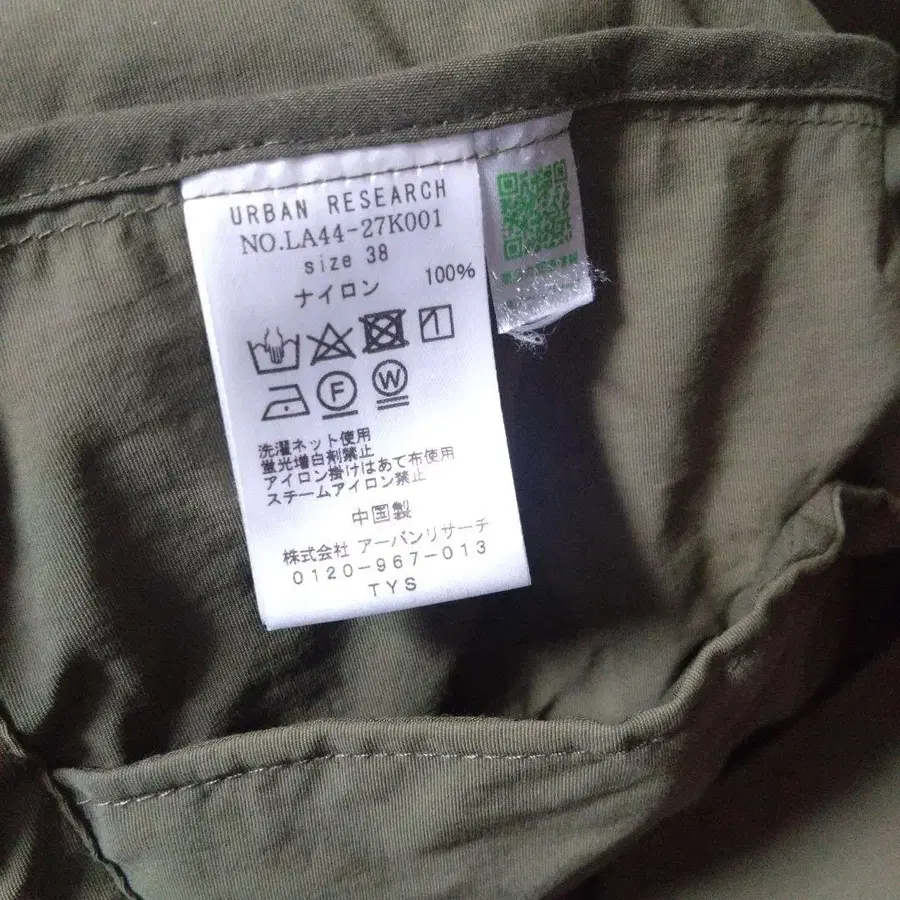 URBAN RESEARCH
NO.LA44-27K001
size 38
ナイロン 100%
F W
洗濯ネット使用
蛍光増白剤禁止
アイロン掛けはあて布使用
スチームアイロン禁止
中国製
株式会社 アーバンリサーチ
0120-967-013
TYS